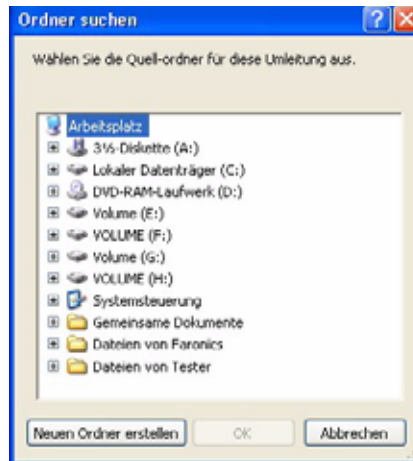 Ordner suchen
Wählen Sie die Quell-ordner für diese Umleitung aus.
Arbeitsplatz
3½-Diskette (A:)
Lokaler Datenträger (C:)
DVD-RAM-Laufwerk (D:)
Volume (E:)
VOLUME (F:)
Volume (G:)
VOLUME (H:)
Systemsteuerung
Gemeinsame Dokumente
Dateien von Faronics
Dateien von Tester
Neuen Ordner erstellen OK Abbrechen